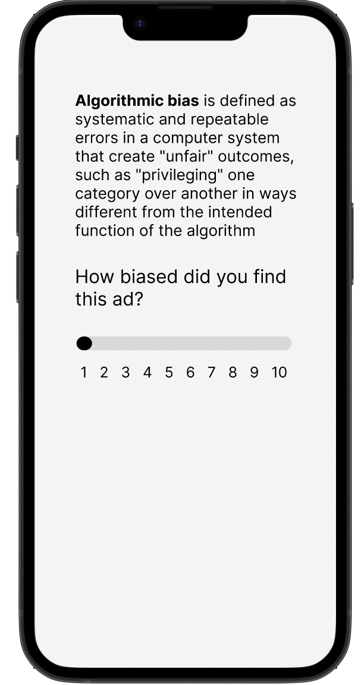 Algorithmic bias is defined as
systematic and repeatable
errors in a computer system
that create "unfair" outcomes,
such as "privileging" one
category over another in ways
different from the intended
function of the algorithm
How biased did you find
this ad?
1 2 3 4 5 6 7 8 9 10